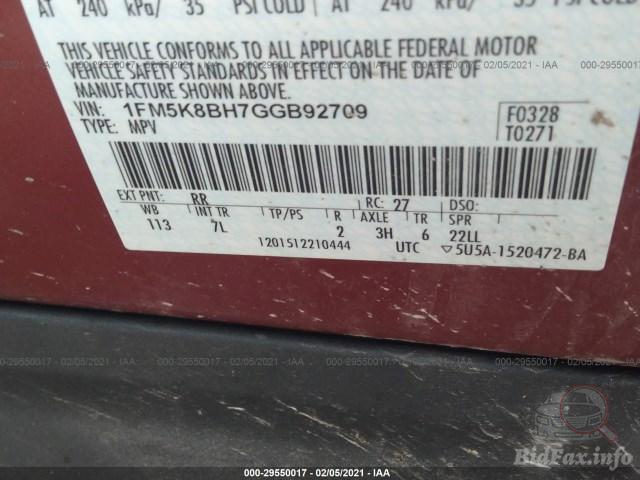 AT 240 kPa/ 35 PSI COLD AT 240 kPa/ 35 PSI COLD
THIS VEHICLE CONFORMS TO ALL APPLICABLE FEDERAL MOTOR
VEHICLE SAFETY STANDARDS IN EFFECT ON THE DATE OF
MANUFACTURE SHOWN ABOVE.
VIN: 1FM5K8BH7GGB92709 F0328
TYPE: MPV T0271
EXT PNT: RR RC: 27 DSO:
WB INT TR TP/PS R AXLE TR SPR
113 7L 2 3H 6 22LL
1201512210444 UTC ▽5U5A-1520472-BA
000-29550017 - 02/05/2021 - IAA
BidFax.info